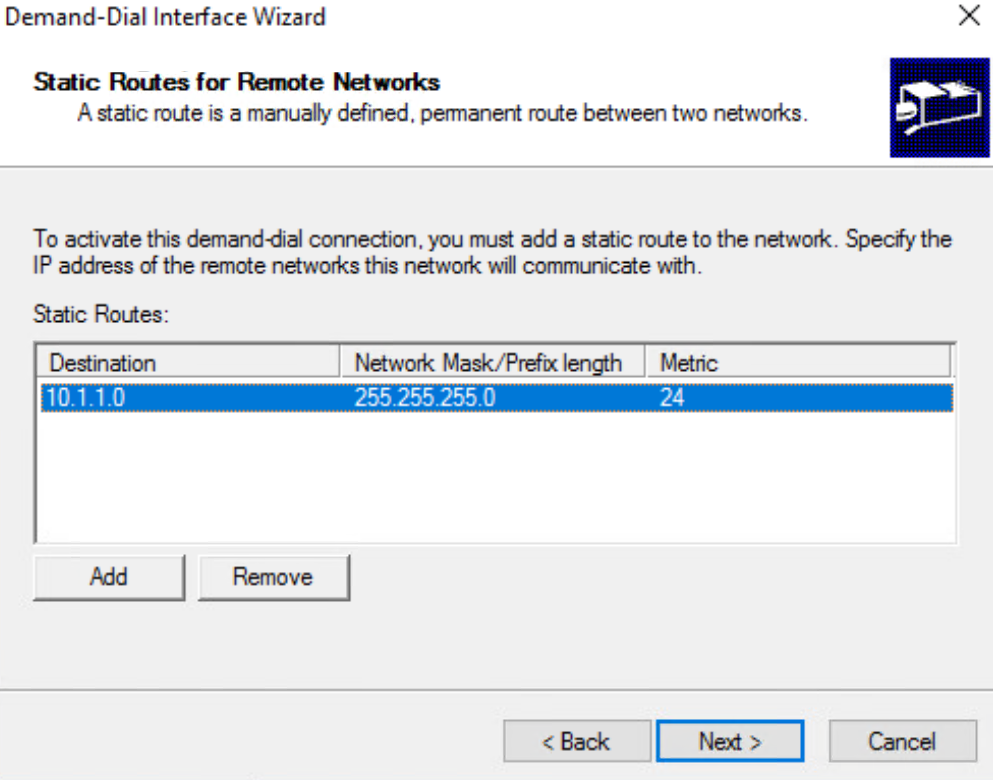 Demand-Dial Interface Wizard
Static Routes for Remote Networks
A static route is a manually defined, permanent route between two networks.
To activate this demand-dial connection, you must add a static route to the network. Specify the
IP address of the remote networks this network will communicate with.
Static Routes:
Destination Network Mask/Prefix length Metric
10.1.1.0 255.255.255.0 24
Add Remove
< Back Next > Cancel